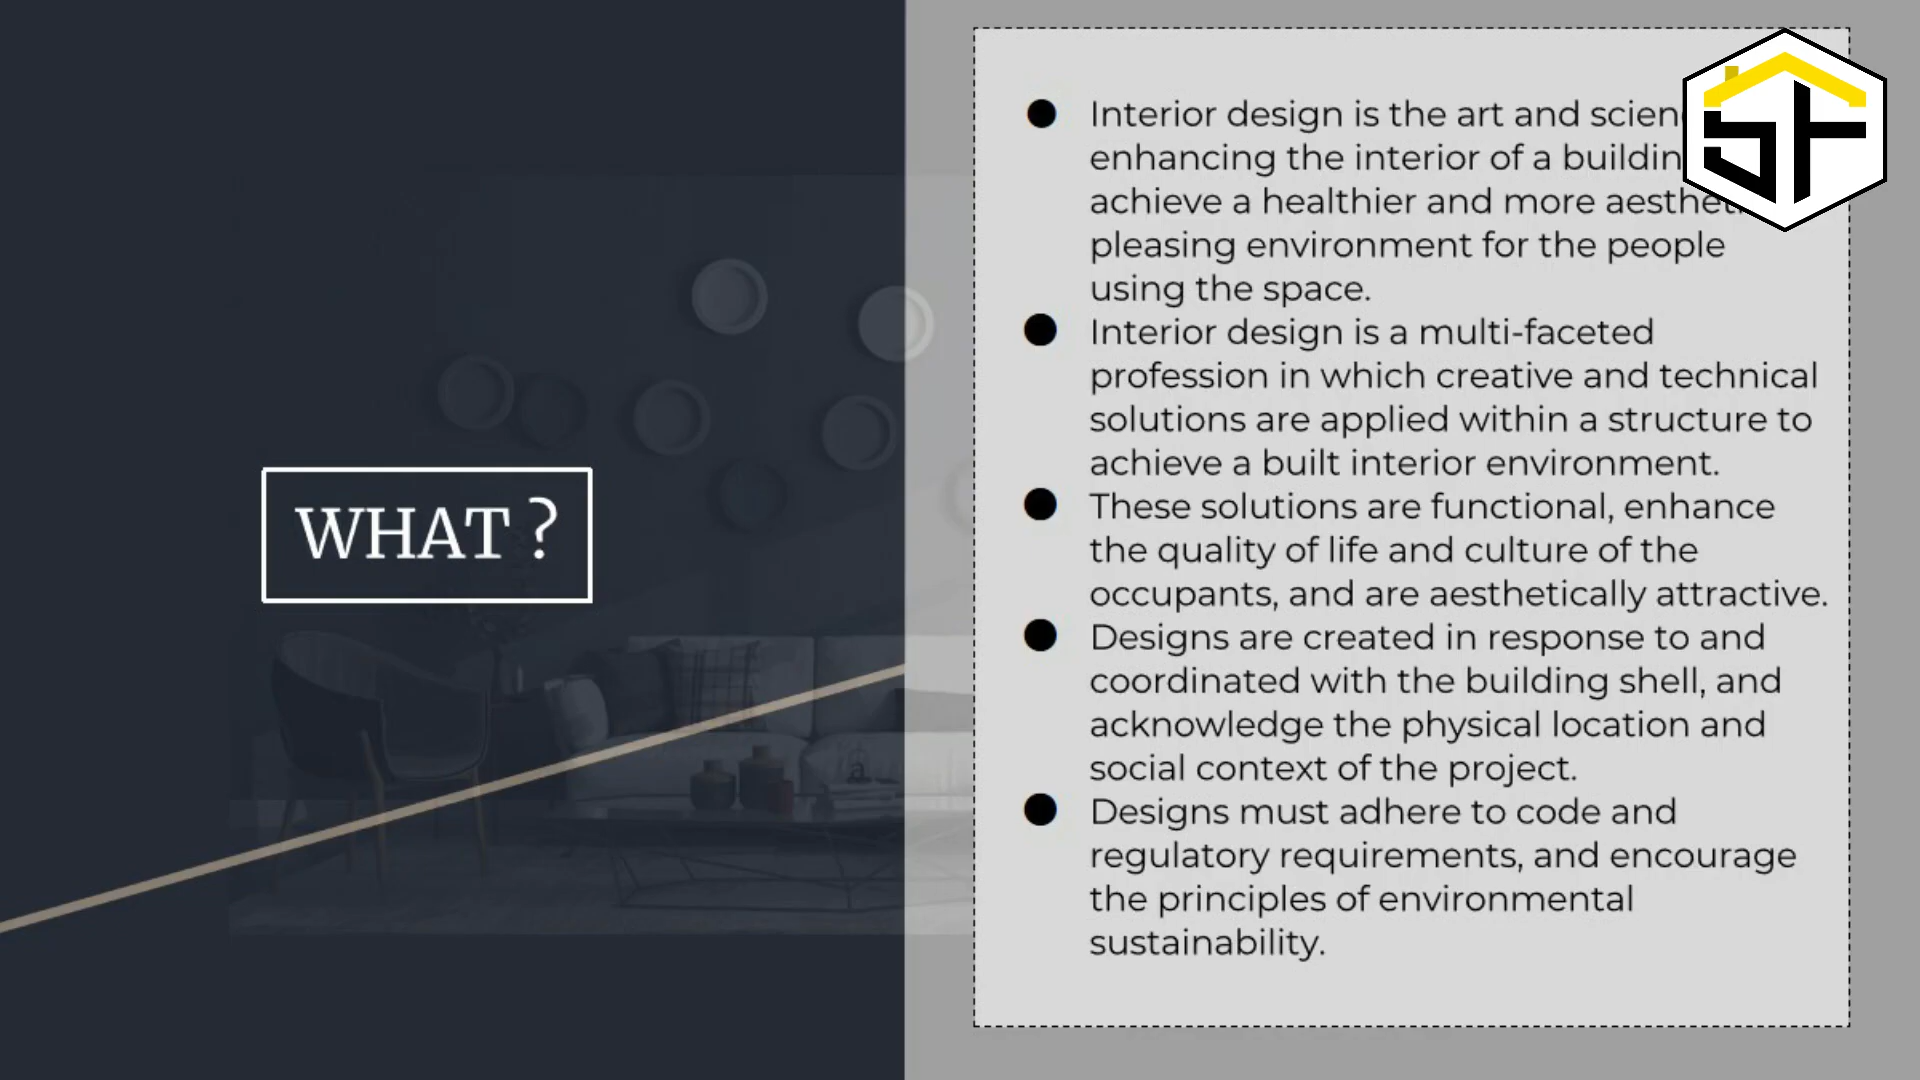 WHAT ?
Interior design is the art and
enhancing the interior of a
achieve a healthier and more
pleasing environment for the people
using the space.
Interior design is a multi-faceted
profession in which creative and technical
solutions are applied within a structure to
achieve a built interior environment.
These solutions are functional, enhance
the quality of life and culture of the
occupants, and are aesthetically attractive.
Designs are created in response to and
coordinated with the building shell, and
acknowledge the physical location and
social context of the project.
Designs must adhere to code and
regulatory requirements, and encourage
the principles of environmental
sustainability.